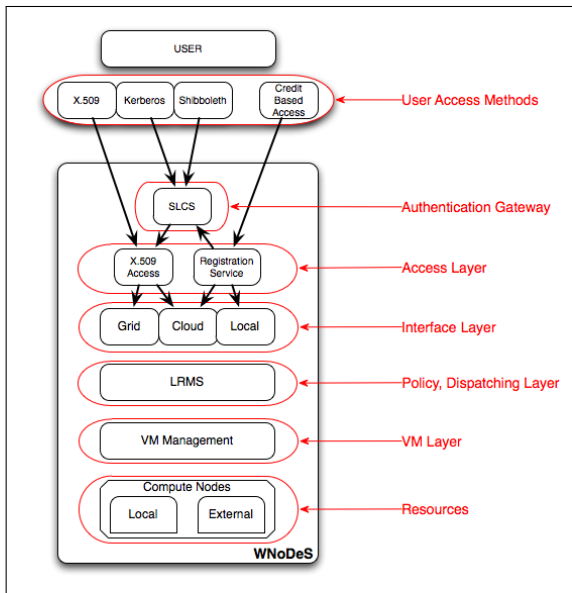 USER
X.509
Kerberos
Shibboleth
Credit
Based
Access
User Access Methods
SLCS
Authentication Gateway
X.509
Access
Registration
Service
Access Layer
Grid
Cloud
Local
Interface Layer
LRMS
Policy, Dispatching Layer
VM Management
VM Layer
Compute Nodes
Local
External
Resources
WNoDeS